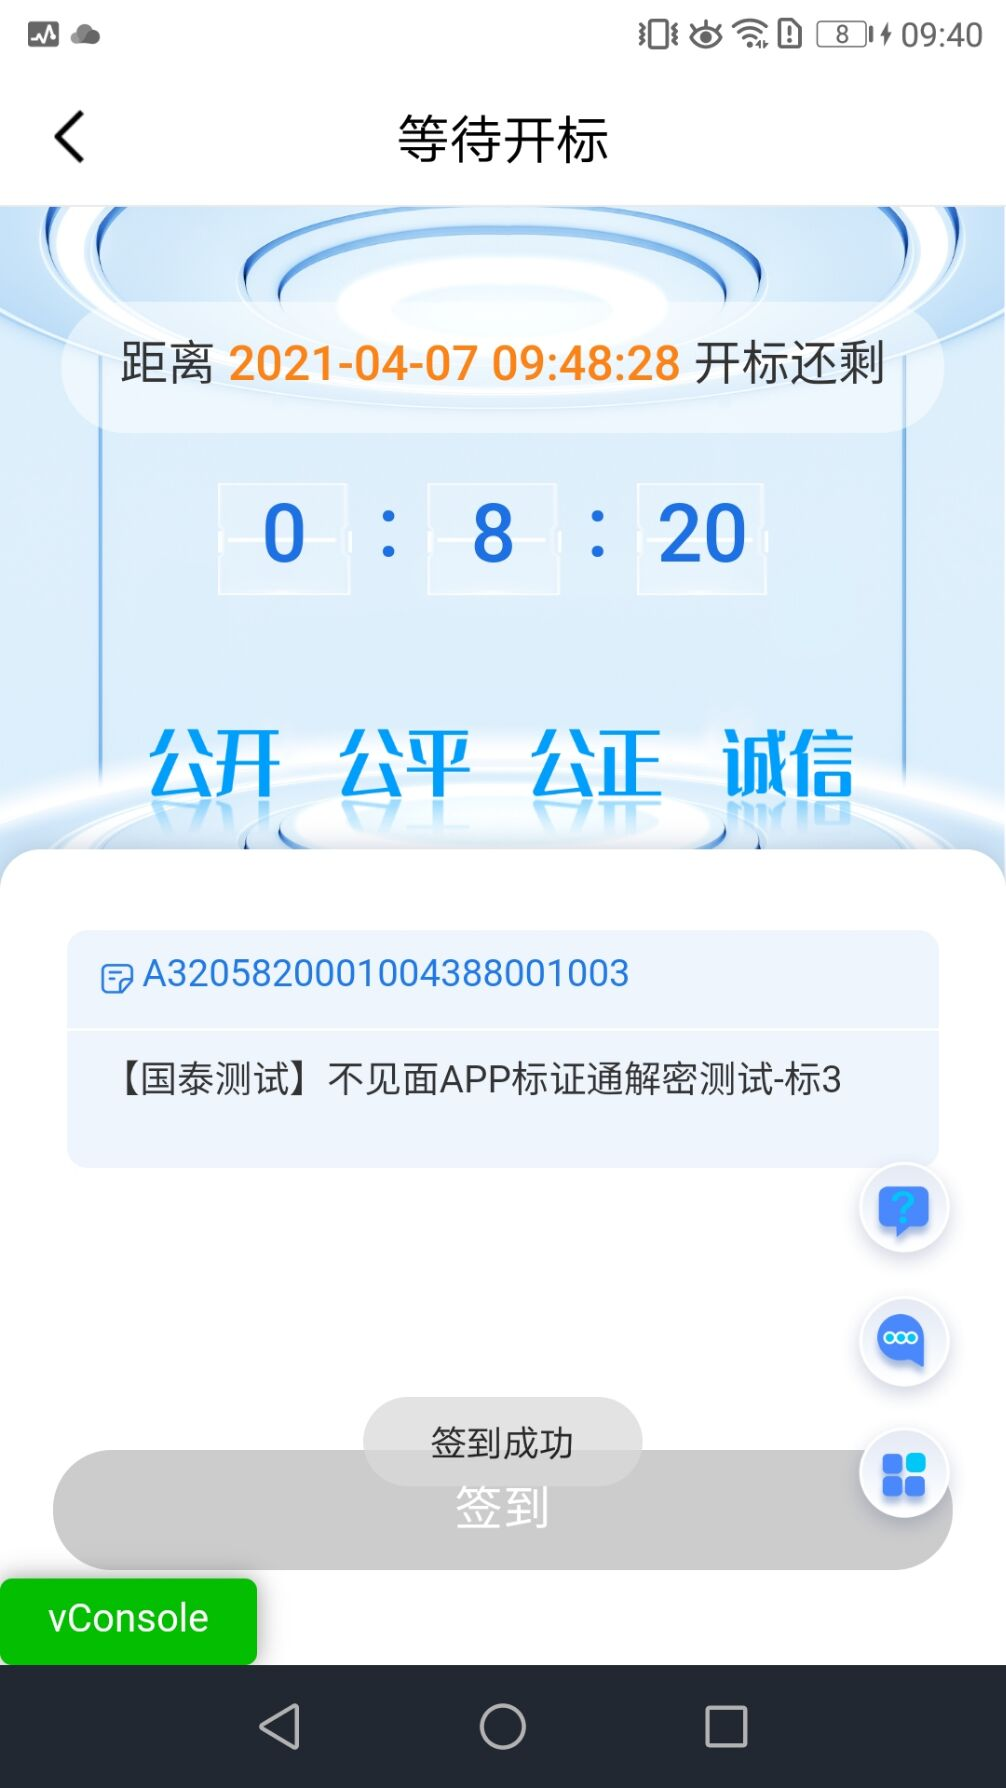 8 09:40
等待开标
距离 2021-04-07 09:48:28 开标还剩
0 : 8 : 20
公开 公平 公正 诚信
A3205820001004388001003
【国泰测试】不见面APP标证通解密测试-标3
签到成功
签到
vConsole